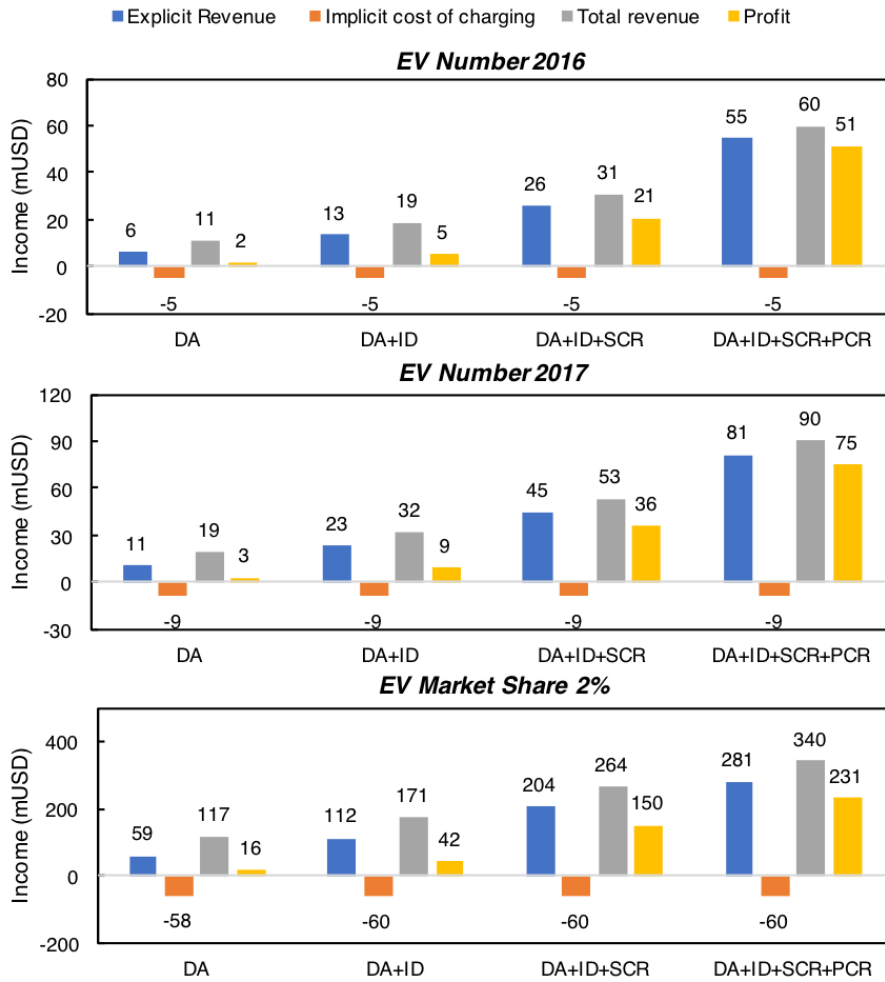 Explicit Revenue Implicit cost of charging Total revenue Profit
EV Number 2016
Income (mUSD)
80
60
40
20
0
-20
6 -5 11 2
13 -5 19 5
26 -5 31 21
55 -5 60 51
DA DA+ID DA+ID+SCR DA+ID+SCR+PCR
EV Number 2017
Income (mUSD)
120
90
60
30
0
-30
11 -9 19 3
23 -9 32 9
45 -9 53 36
81 -9 90 75
DA DA+ID DA+ID+SCR DA+ID+SCR+PCR
EV Market Share 2%
Income (mUSD)
400
200
0
-200
59 -58 117 16
112 -60 171 42
204 -60 264 150
281 -60 340 231
DA DA+ID DA+ID+SCR DA+ID+SCR+PCR